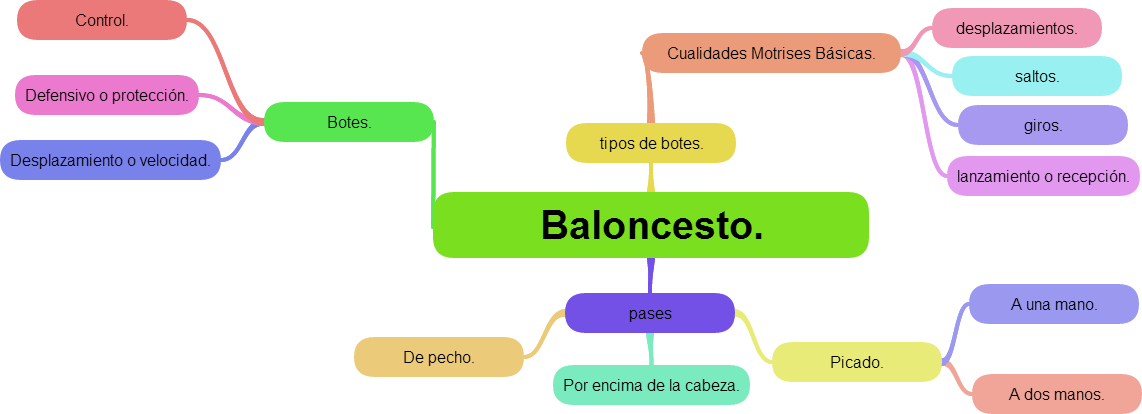 Control.
Defensivo o protección.
Desplazamiento o velocidad.
Botes.
Cualidades Motrises Básicas.
desplazamientos.
saltos.
giros.
lanzamiento o recepción.
tipos de botes.
Baloncesto.
pases
De pecho.
Por encima de la cabeza.
Picado.
A una mano.
A dos manos.